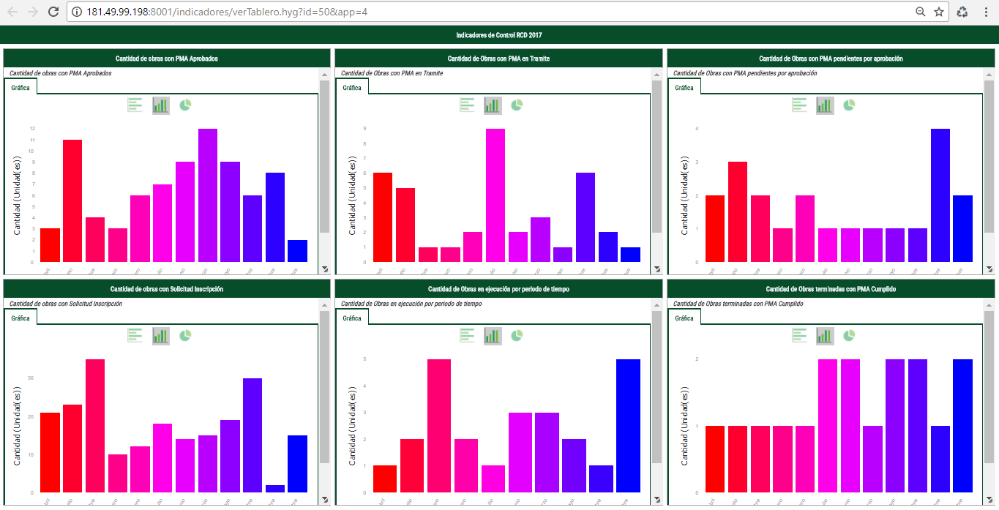 181.49.99.198:8001/indicadores/verTablero.hyg?id=50&app=4
Indicadores de Control RCD 2017
Cantidad de obras con PMA Aprobados
Cantidad de obras con PMA Aprobados
Gráfica
Cantidad (Unidad(es))
12
11
10
9
8
7
6
5
4
3
2
1
0
Cantidad de Obras con PMA en Tramite
Cantidad de Obras con PMA en Tramite
Gráfica
Cantidad (Unidad(es))
9
8
7
6
5
4
3
2
1
0
Cantidad de Obras con PMA pendientes por aprobación
Cantidad de Obras con PMA pendientes por aprobación
Gráfica
Cantidad (Unidad(es))
4
3
2
1
0
Cantidad de obras con Solicitud Inscripción
Cantidad de obras con Solicitud Inscripción
Gráfica
Cantidad (Unidad(es))
30
20
10
0
Cantidad de Obras en ejecución por periodo de tiempo
Cantidad de Obras en ejecución por periodo de tiempo
Gráfica
Cantidad (Unidad(es))
5
4
3
2
1
0
Cantidad de Obras terminadas con PMA Cumplido
Cantidad de Obras terminadas con PMA Cumplido
Gráfica
Cantidad (Unidad(es))
2
1
0